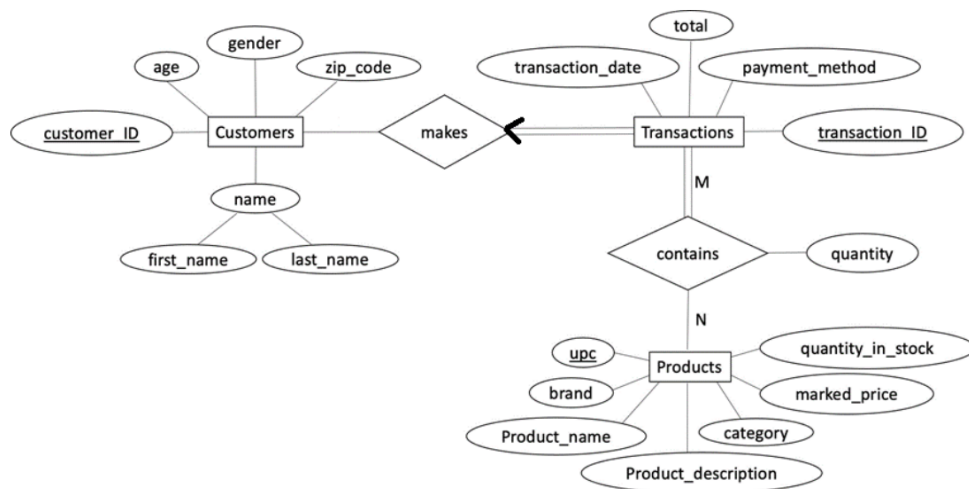 total
gender
age
zip_code
transaction_date
payment_method
customer_ID
Customers
makes
Transactions
transaction_ID
M
name
first_name
last_name
contains
quantity
N
upc
Products
quantity_in_stock
brand
marked_price
Product_name
category
Product_description